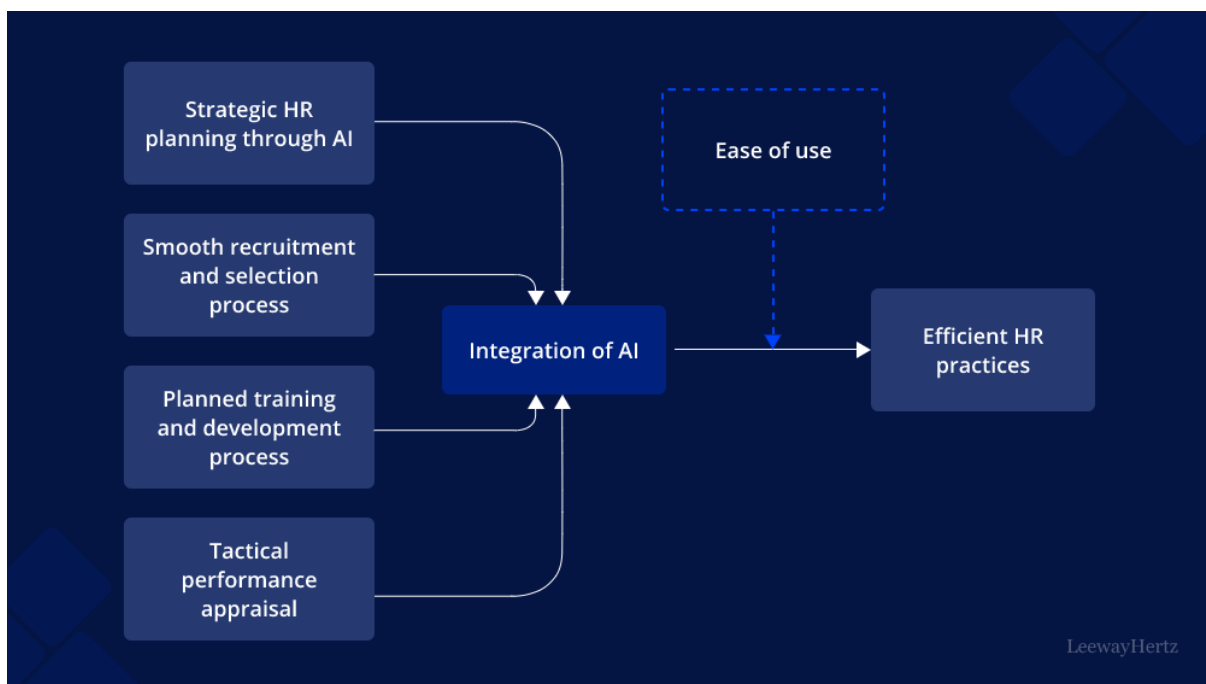 Strategic HR
planning through AI
Ease of use
Smooth recruitment
and selection
process
Integration of AI
Efficient HR
practices
Planned training
and development
process
Tactical
performance
appraisal
LeewayHertz